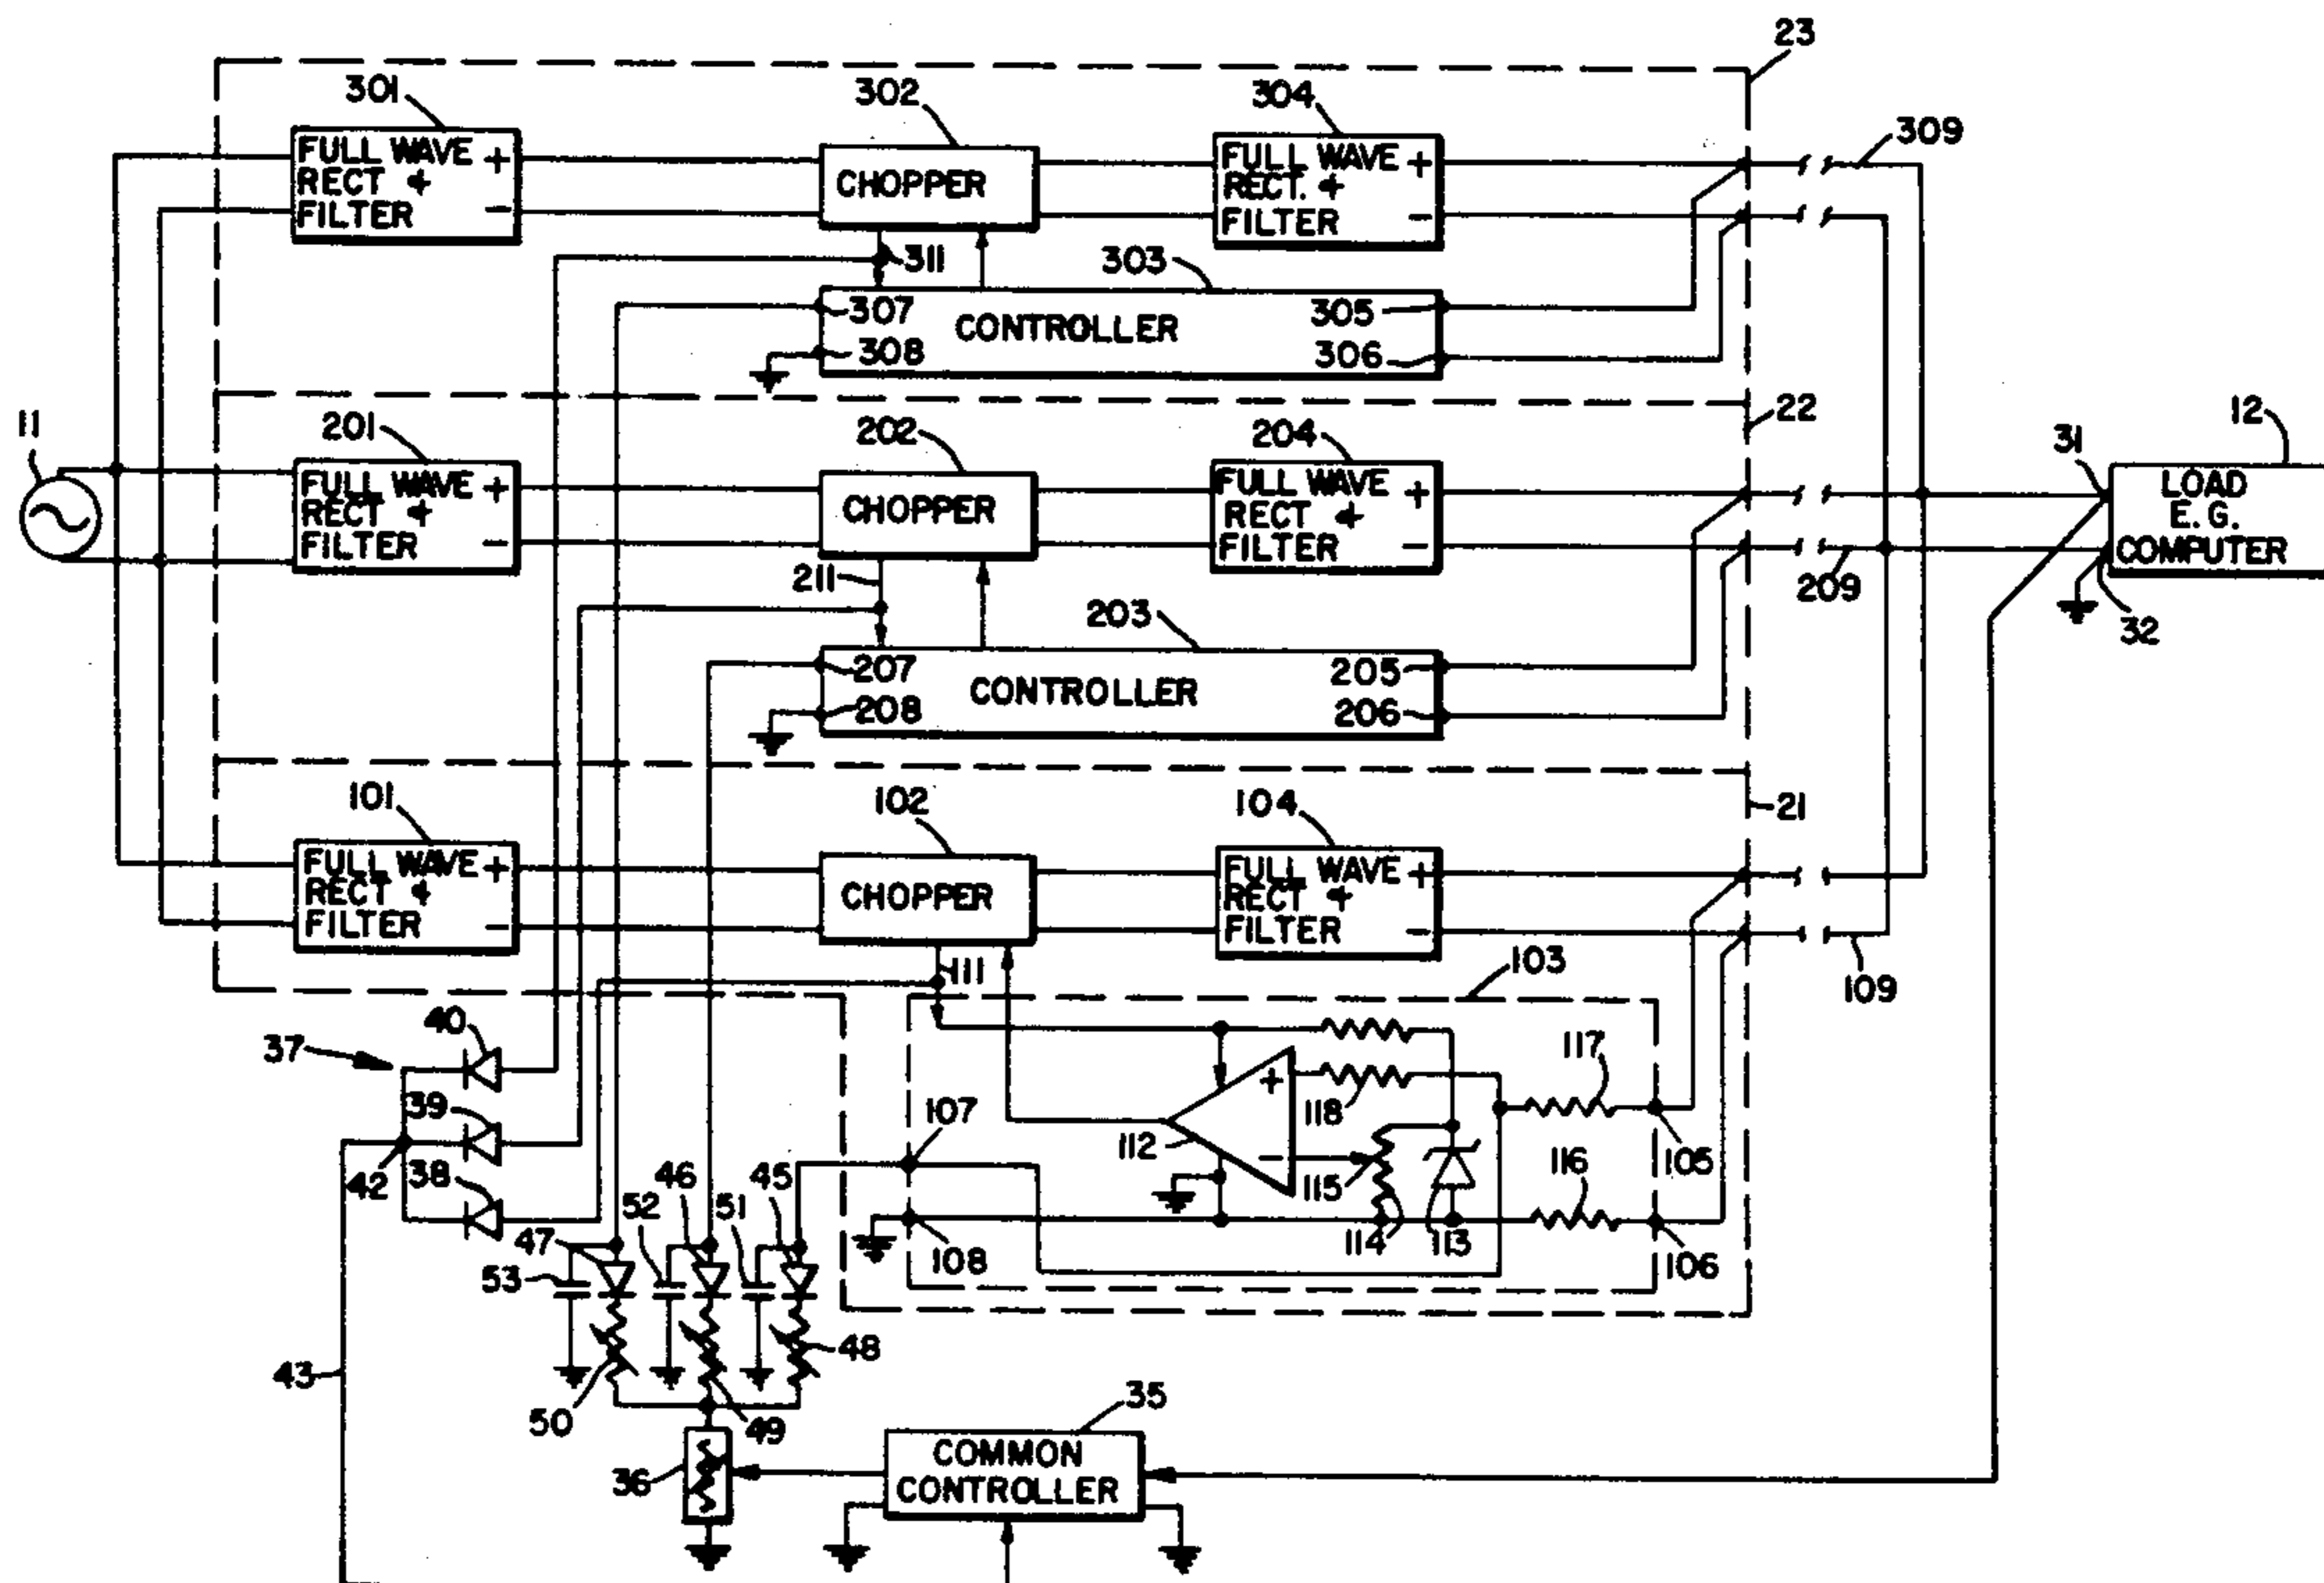 23
301
302
304
309
FULL WAVE +
RECT &
FILTER -
CHOPPER
FULL WAVE +
RECT. &
FILTER -
311
303
307
CONTROLLER
305
308
306
11
201
202
204
22
12
31
FULL WAVE +
RECT &
FILTER -
CHOPPER
FULL WAVE +
RECT &
FILTER -
LOAD
E. G.
COMPUTER
211
209
203
32
207
CONTROLLER
205
208
206
101
102
104
21
FULL WAVE +
RECT &
FILTER -
CHOPPER
FULL WAVE +
RECT &
FILTER -
111
103
109
40
37
117
39
107
+
118
112
-
115
116
105
42
38
52
46
51
45
47
108
114
113
106
53
48
43
50
49
35
36
COMMON
CONTROLLER